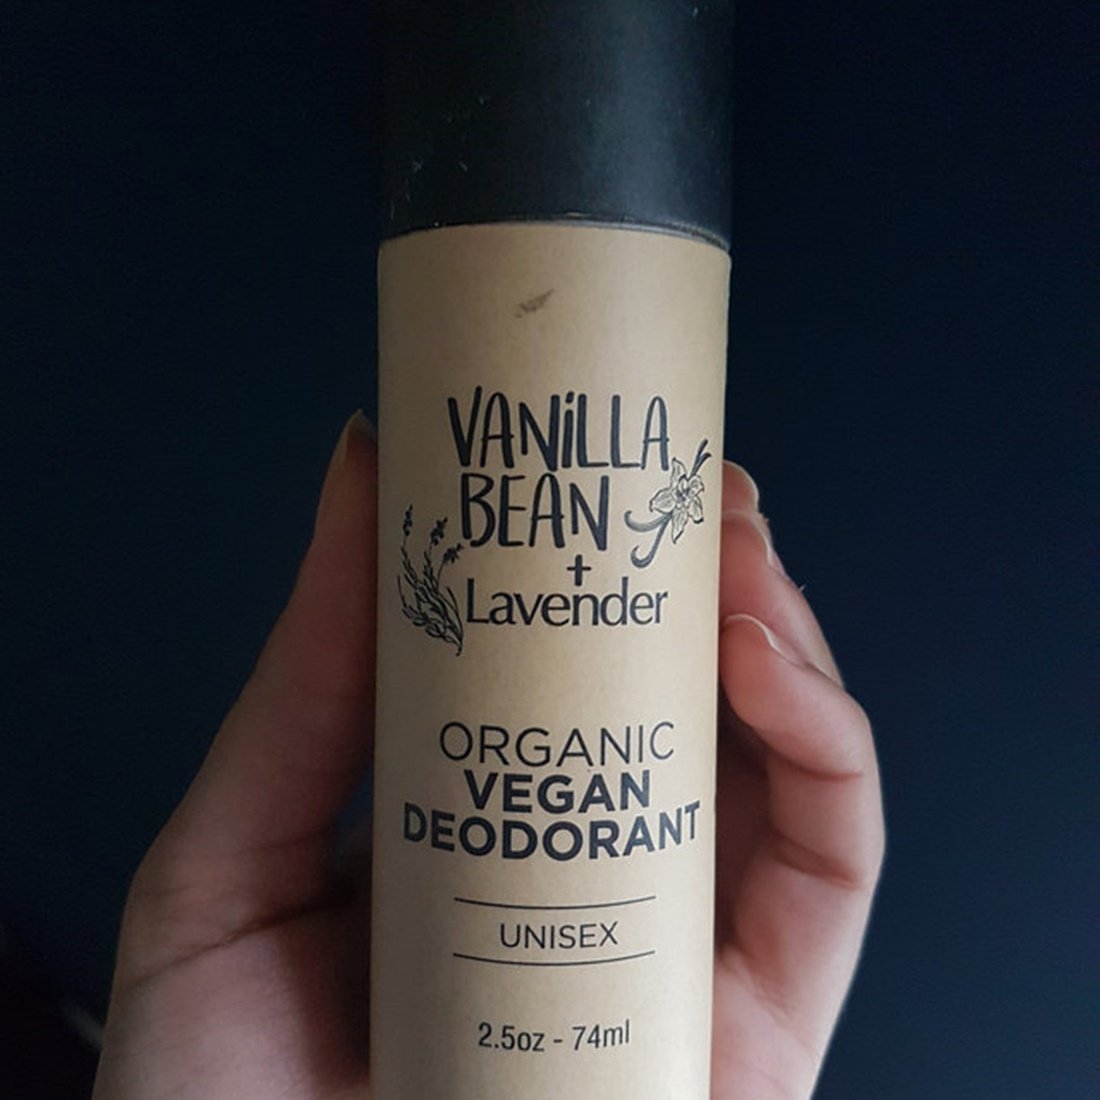 VANiLLA
BEAN
+
Lavender
ORGANIC
VEGAN
DEODORANT
UNISEX
2.5oz - 74ml